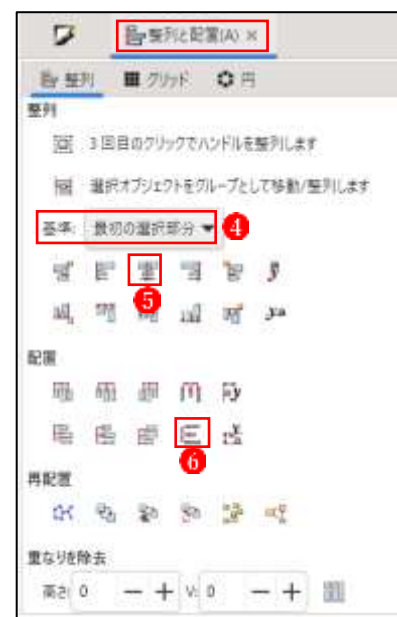 整列と配置(A) ×
整列 グリッド 円
整列
3回目のクリックでハンドルを整列します
選択オブジェクトをグループとして移動/整列します
基準: 最初の選択部分 4
5
配置
6
再配置
重なりを除去
高さ: 0 − + V: 0 − +